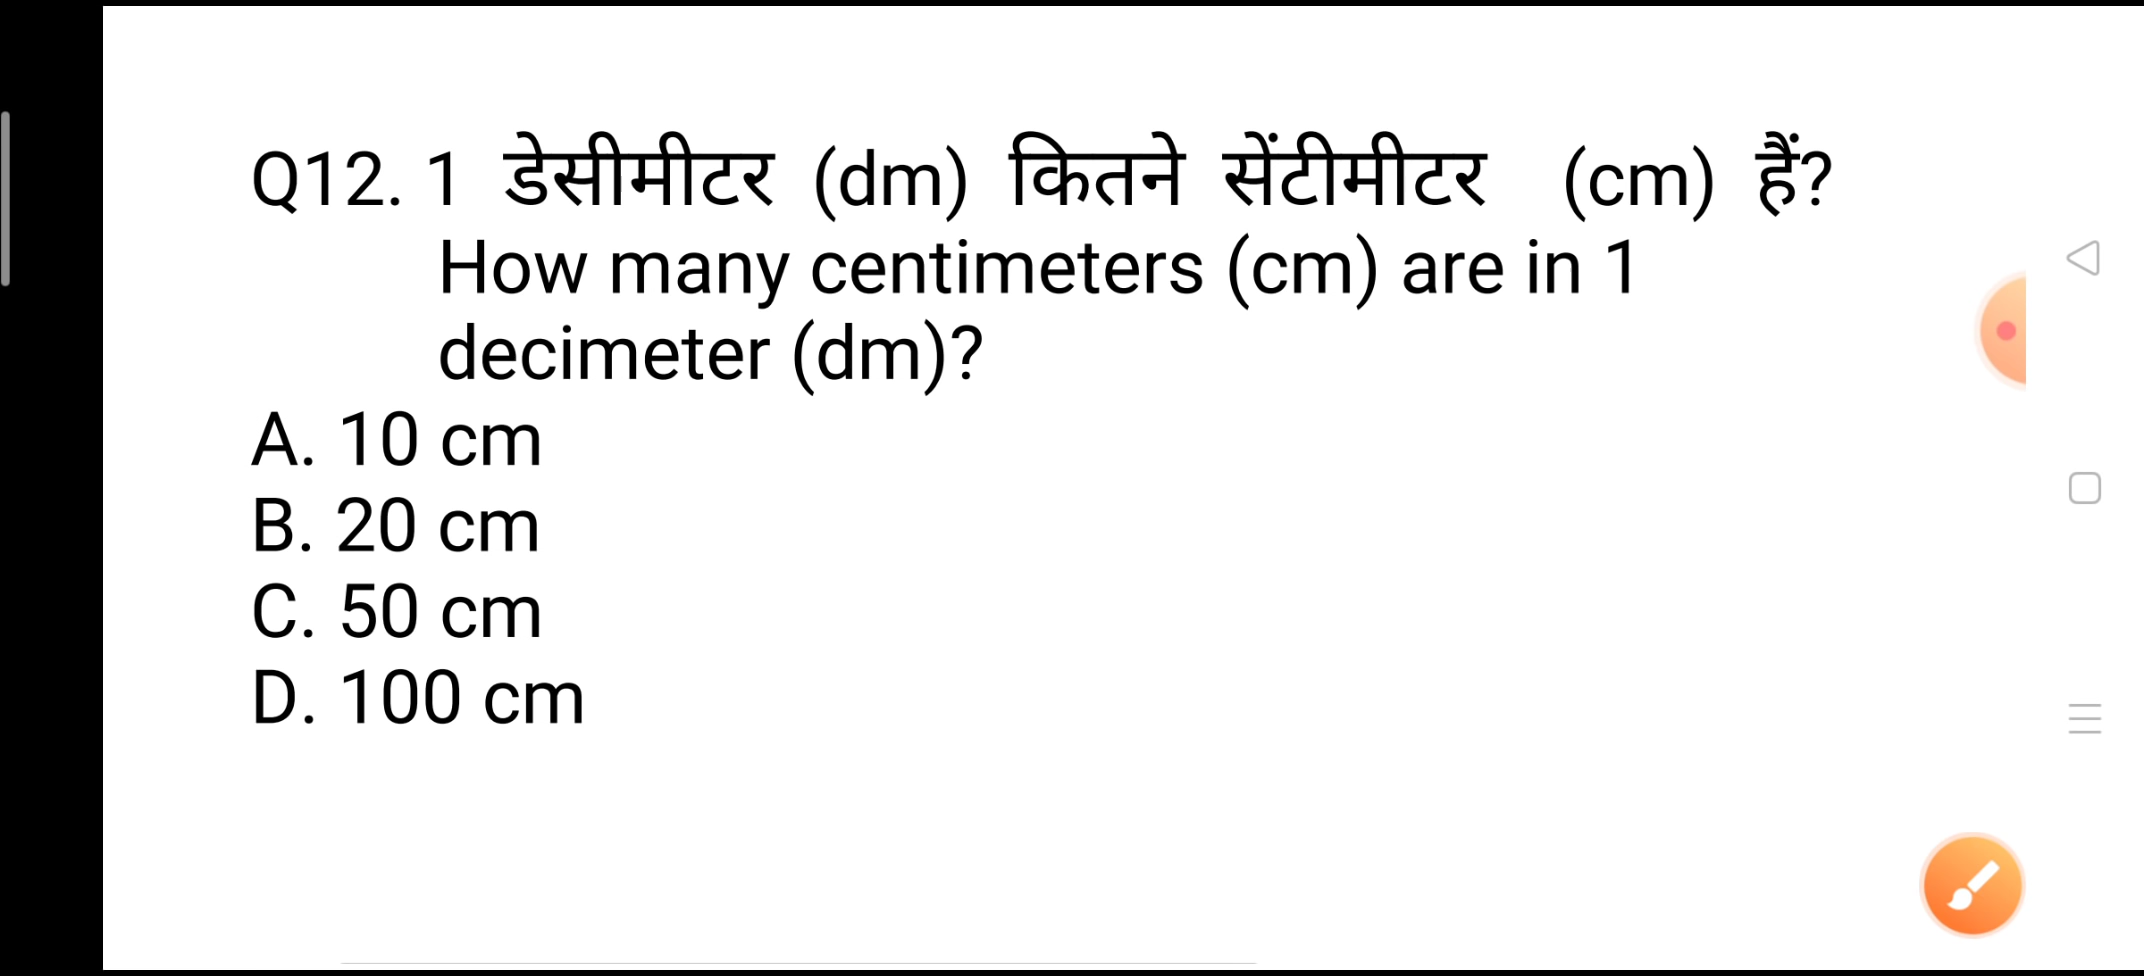 Q12. 1 डेसीमीटर (dm) कितने सेंटीमीटर (cm) हैं?
How many centimeters (cm) are in 1
decimeter (dm)?
A. 10 cm
B. 20 cm
C. 50 cm
D. 100 cm